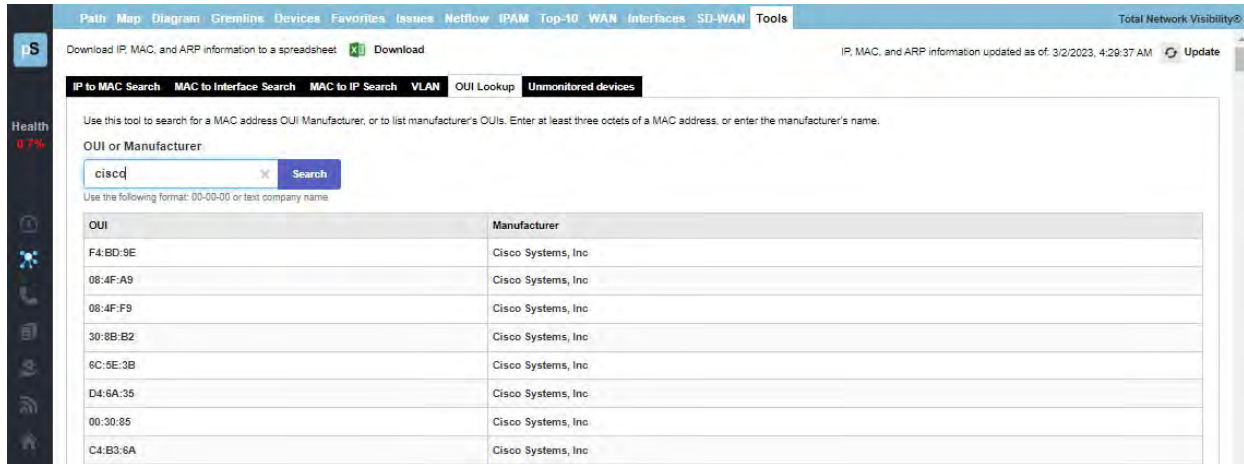 Path Map Diagram Gremlins Devices Favorites Issues Netflow IPAM Top-10 WAN Interfaces SD-WAN Tools Total Network Visibility®
pS
Download IP, MAC, and ARP information to a spreadsheet Download IP, MAC, and ARP information updated as of: 3/2/2023, 4:29:37 AM Update
IP to MAC Search MAC to Interface Search MAC to IP Search VLAN OUI Lookup Unmonitored devices
Health
0.7%
Use this tool to search for a MAC address OUI Manufacturer, or to list manufacturer's OUIs. Enter at least three octets of a MAC address, or enter the manufacturer's name.
OUI or Manufacturer
cisco Search
Use the following format: 00-00-00 or text company name
OUI Manufacturer
F4:BD:9E Cisco Systems, Inc
08:4F:A9 Cisco Systems, Inc
08:4F:F9 Cisco Systems, Inc
30:8B:B2 Cisco Systems, Inc
6C:5E:3B Cisco Systems, Inc
D4:6A:35 Cisco Systems, Inc
00:30:85 Cisco Systems, Inc
C4:B3:6A Cisco Systems, Inc